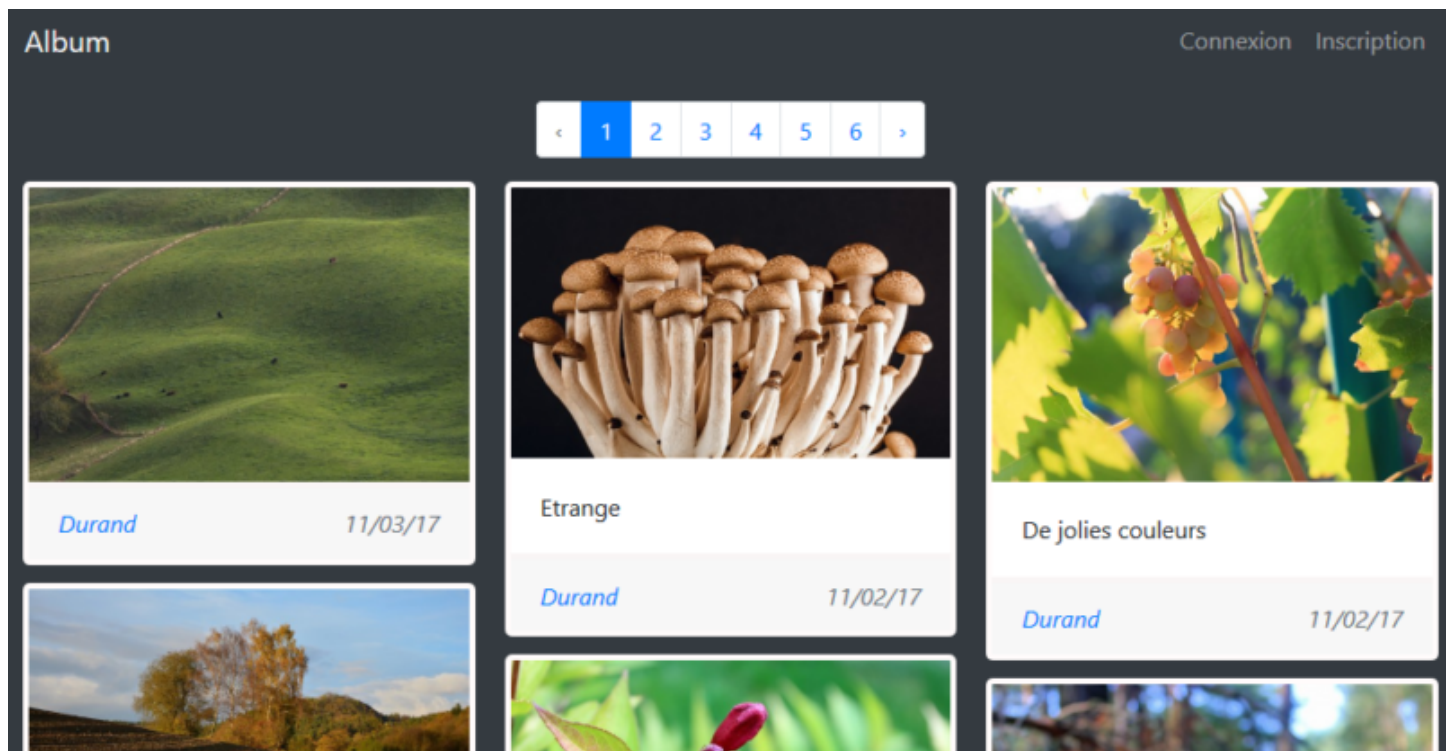 Album
Connexion Inscription
‹ 1 2 3 4 5 6 ›
Durand 11/03/17
Etrange
Durand 11/02/17
De jolies couleurs
Durand 11/02/17